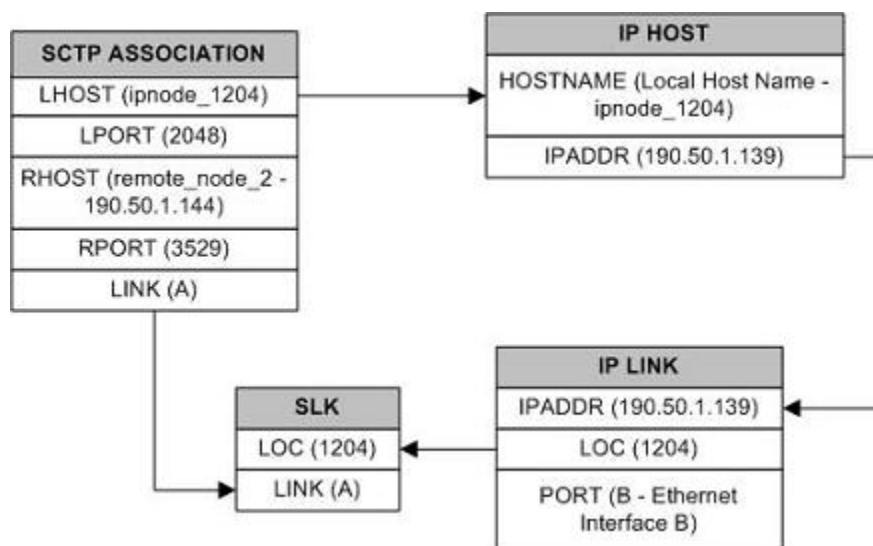 SCTP ASSOCIATION
LHOST (ipnode_1204)
LPORT (2048)
RHOST (remote_node_2 -
190.50.1.144)
RPORT (3529)
LINK (A)
IP HOST
HOSTNAME (Local Host Name -
ipnode_1204)
IPADDR (190.50.1.139)
SLK
LOC (1204)
LINK (A)
IP LINK
IPADDR (190.50.1.139)
LOC (1204)
PORT (B - Ethernet
Interface B)